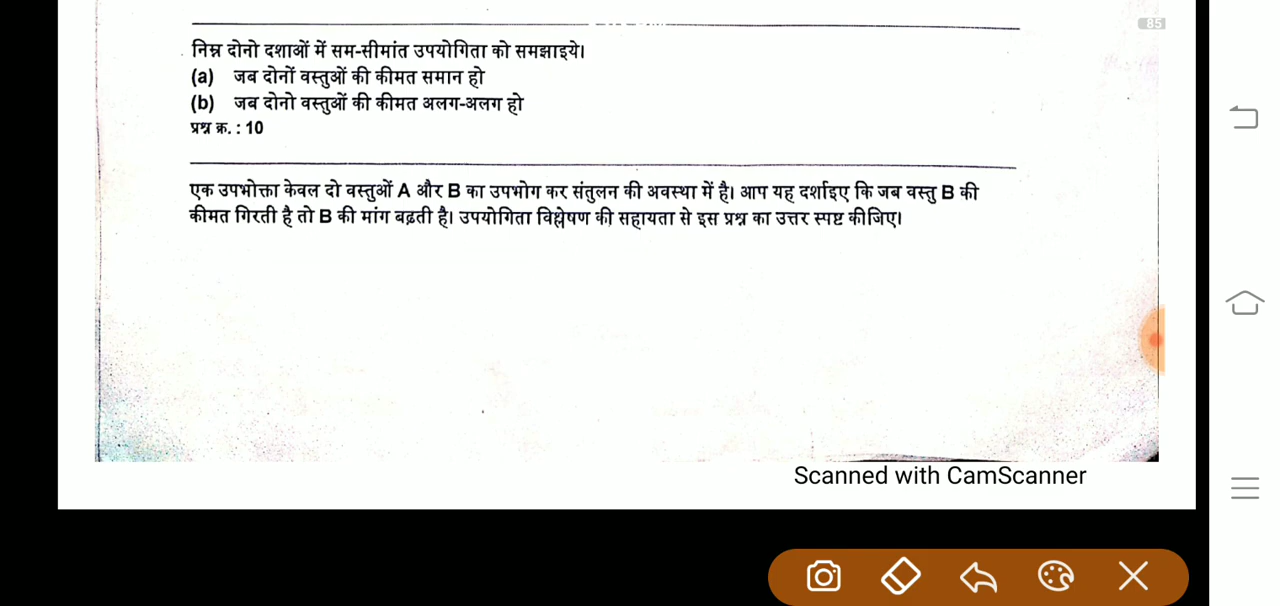 85
निम्न दोनो दशाओं में सम-सीमांत उपयोगिता को समझाइये।
(a) जब दोनों वस्तुओं की कीमत समान हो
(b) जब दोनो वस्तुओं की कीमत अलग-अलग हो
प्रश्न क्र. : 10
एक उपभोक्ता केवल दो वस्तुओं A और B का उपभोग कर संतुलन की अवस्था में है। आप यह दर्शाइए कि जब वस्तु B की
कीमत गिरती है तो B की मांग बढ़ती है। उपयोगिता विश्लेषण की सहायता से इस प्रश्न का उत्तर स्पष्ट कीजिए।
Scanned with CamScanner